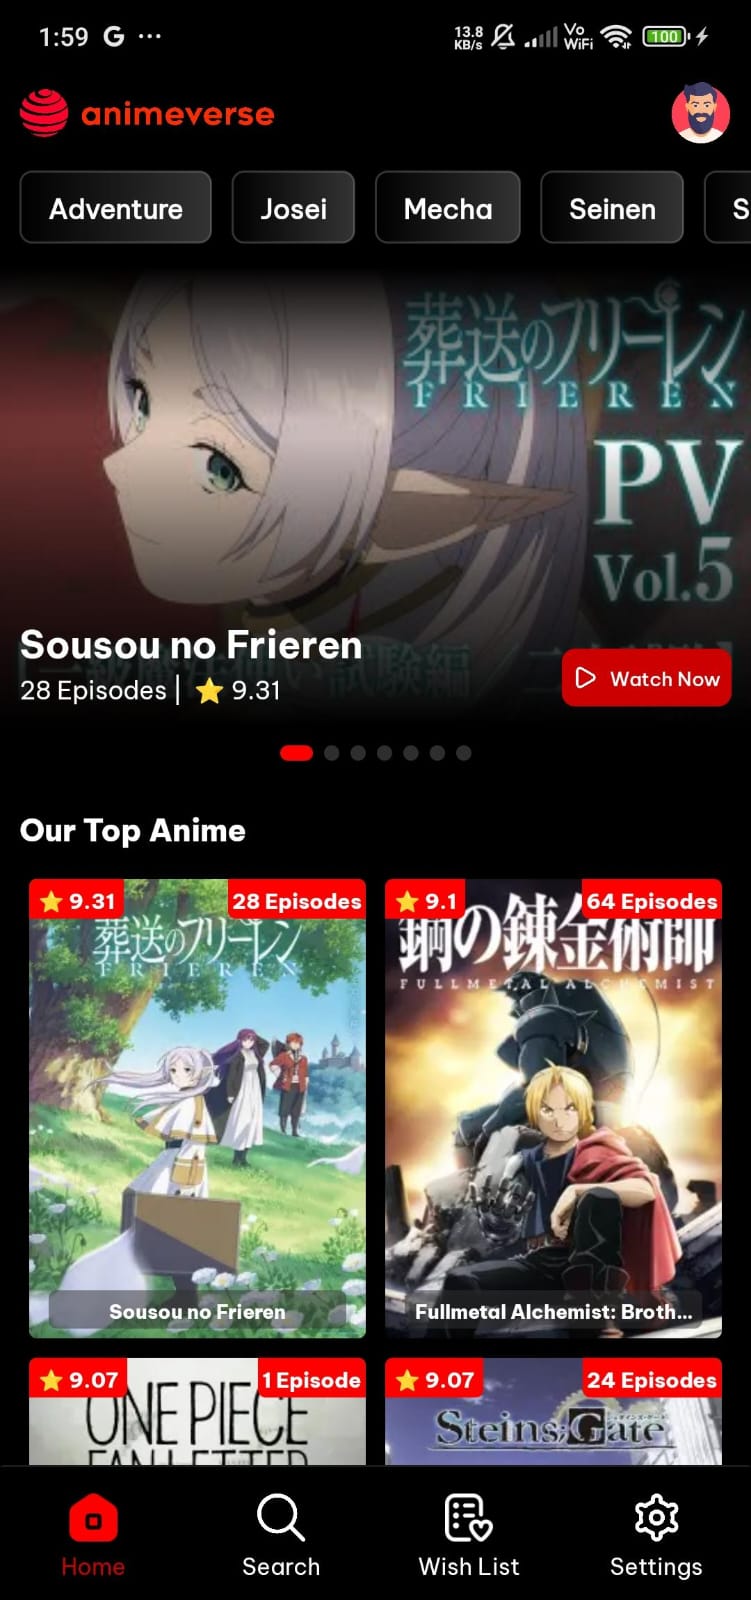 1:59 G ...
13.8 KB/s Vo WiFi 100
animeverse
Adventure Josei Mecha Seinen S
葬送のフリーレン
FRIEREN
PV
Vol.5
Sousou no Frieren
試験編
28 Episodes | ⭐ 9.31
Watch Now
Our Top Anime
⭐ 9.31 28 Episodes
葬送のフリーレン
FRIEREN
Sousou no Frieren
⭐ 9.1 64 Episodes
鋼の錬金術師
FULLMETAL ALCHEMIST
Fullmetal Alchemist: Broth...
⭐ 9.07 1 Episode
ONE PIECE
FAN LETTER
⭐ 9.07 24 Episodes
Steins;Gate
Home Search Wish List Settings